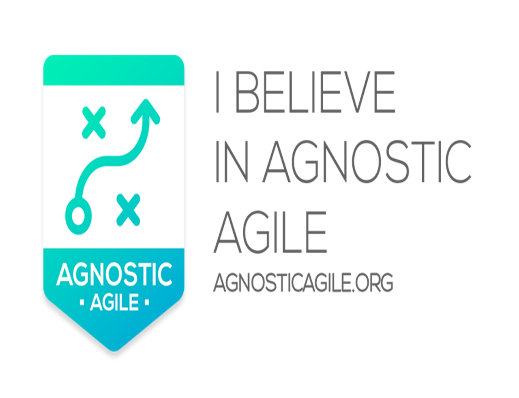 AGNOSTIC
· AGILE ·
I BELIEVE
IN AGNOSTIC
AGILE
AGNOSTICAGILE.ORG